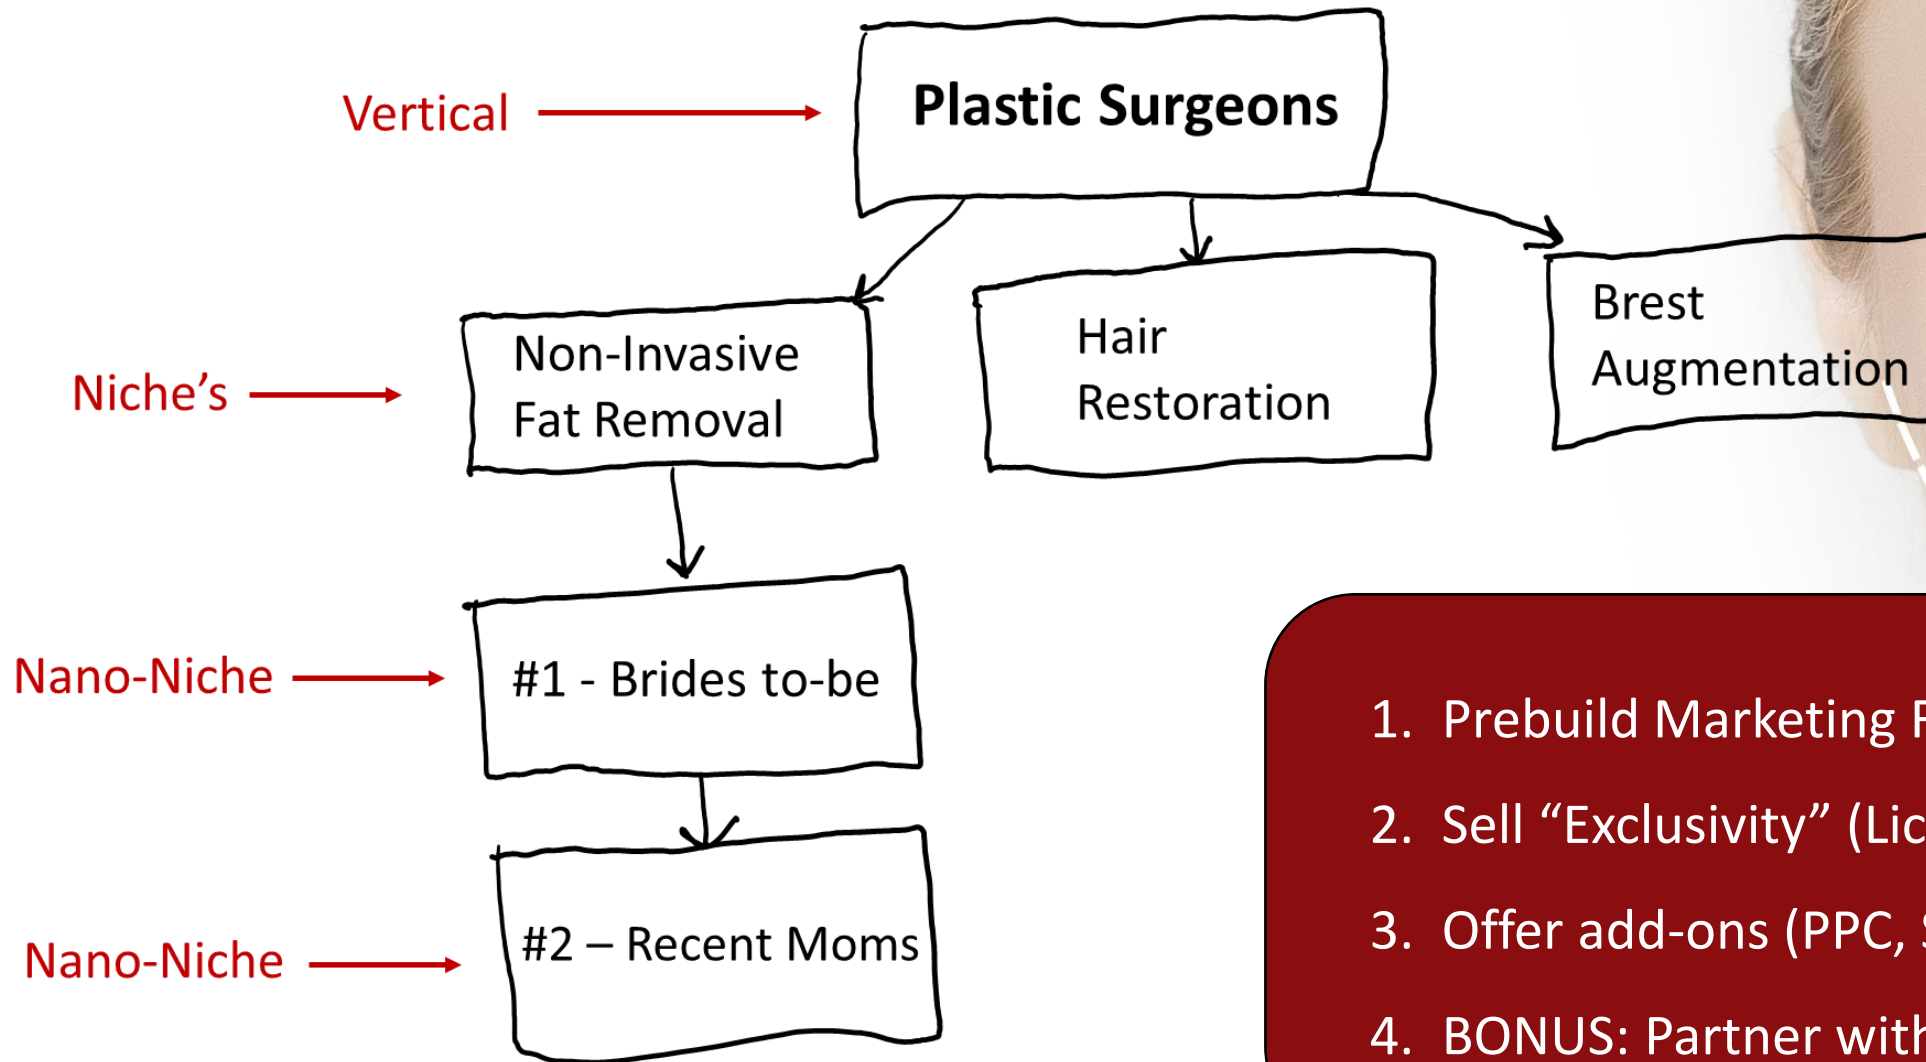 Vertical
Plastic Surgeons
Niche's
Non-Invasive
Fat Removal
Hair
Restoration
Brest
Augmentation
Nano-Niche
#1 - Brides to-be
Nano-Niche
#2 – Recent Moms
1. Prebuild Marketing
2. Sell “Exclusivity”
3. Offer add-ons (PPC,
4. BONUS: Partner with